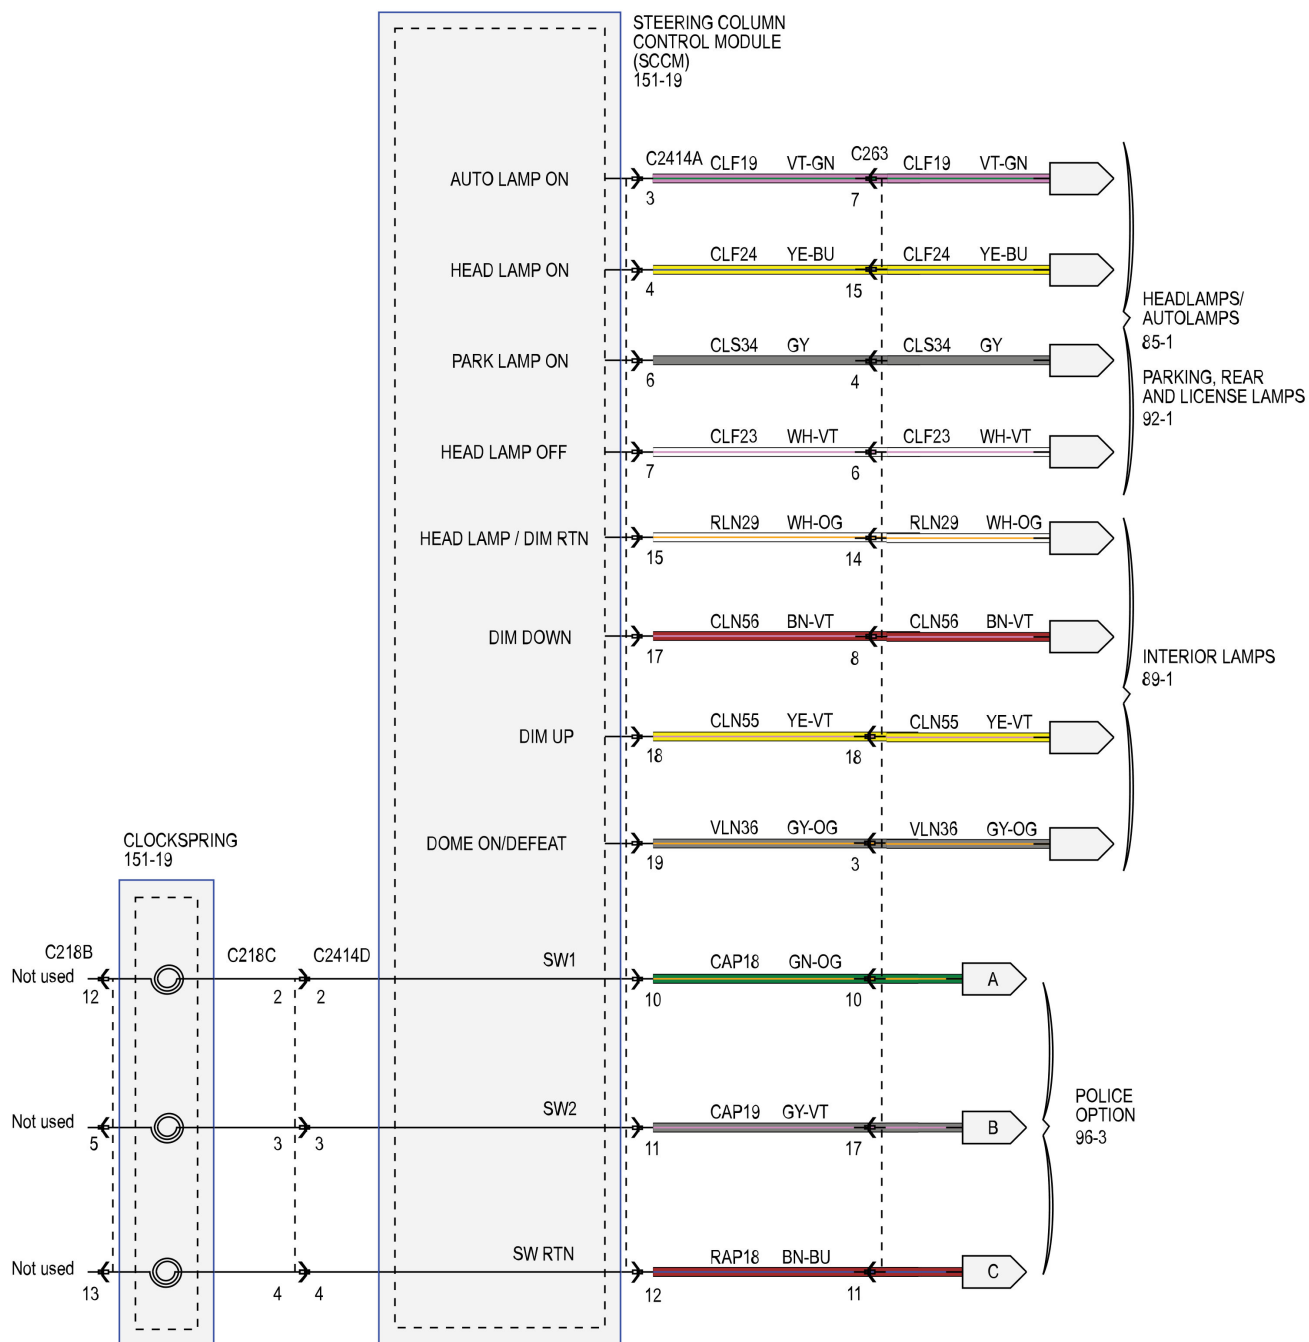 STEERING COLUMN
CONTROL MODULE
(SCCM)
151-19
AUTO LAMP ON
C2414A
3
CLF19 VT-GN
C263
7
CLF19 VT-GN
HEAD LAMP ON
4
CLF24 YE-BU
15
CLF24 YE-BU
PARK LAMP ON
6
CLS34 GY
4
CLS34 GY
HEAD LAMP OFF
7
CLF23 WH-VT
6
CLF23 WH-VT
HEADLAMPS/
AUTOLAMPS
85-1
PARKING, REAR
AND LICENSE LAMPS
92-1
HEAD LAMP / DIM RTN
15
RLN29 WH-OG
14
RLN29 WH-OG
DIM DOWN
17
CLN56 BN-VT
8
CLN56 BN-VT
DIM UP
18
CLN55 YE-VT
18
CLN55 YE-VT
DOME ON/DEFEAT
19
VLN36 GY-OG
3
VLN36 GY-OG
INTERIOR LAMPS
89-1
CLOCKSPRING
151-19
C218B
Not used
12
C218C
2
C2414D
2
SW1
10
CAP18 GN-OG
10
A
Not used
5
3
3
SW2
11
CAP19 GY-VT
17
B
Not used
13
4
4
SW RTN
12
RAP18 BN-BU
11
C
POLICE
OPTION
96-3